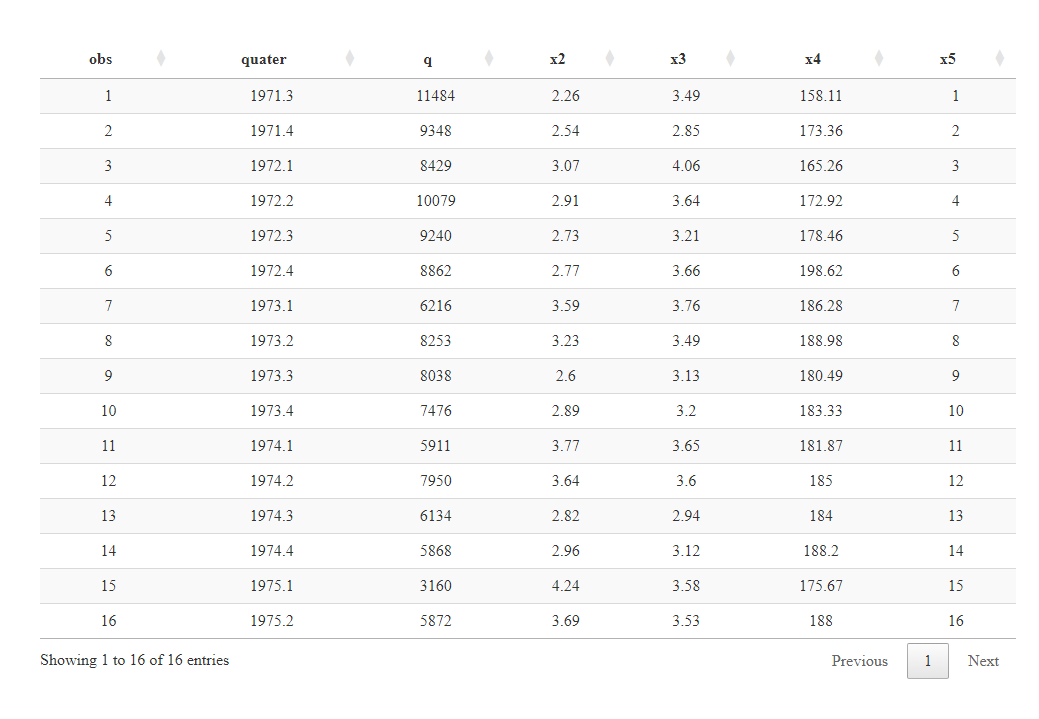 obs quater q x2 x3 x4 x5
1 1971.3 11484 2.26 3.49 158.11 1
2 1971.4 9348 2.54 2.85 173.36 2
3 1972.1 8429 3.07 4.06 165.26 3
4 1972.2 10079 2.91 3.64 172.92 4
5 1972.3 9240 2.73 3.21 178.46 5
6 1972.4 8862 2.77 3.66 198.62 6
7 1973.1 6216 3.59 3.76 186.28 7
8 1973.2 8253 3.23 3.49 188.98 8
9 1973.3 8038 2.6 3.13 180.49 9
10 1973.4 7476 2.89 3.2 183.33 10
11 1974.1 5911 3.77 3.65 181.87 11
12 1974.2 7950 3.64 3.6 185 12
13 1974.3 6134 2.82 2.94 184 13
14 1974.4 5868 2.96 3.12 188.2 14
15 1975.1 3160 4.24 3.58 175.67 15
16 1975.2 5872 3.69 3.53 188 16
Showing 1 to 16 of 16 entries Previous 1 Next